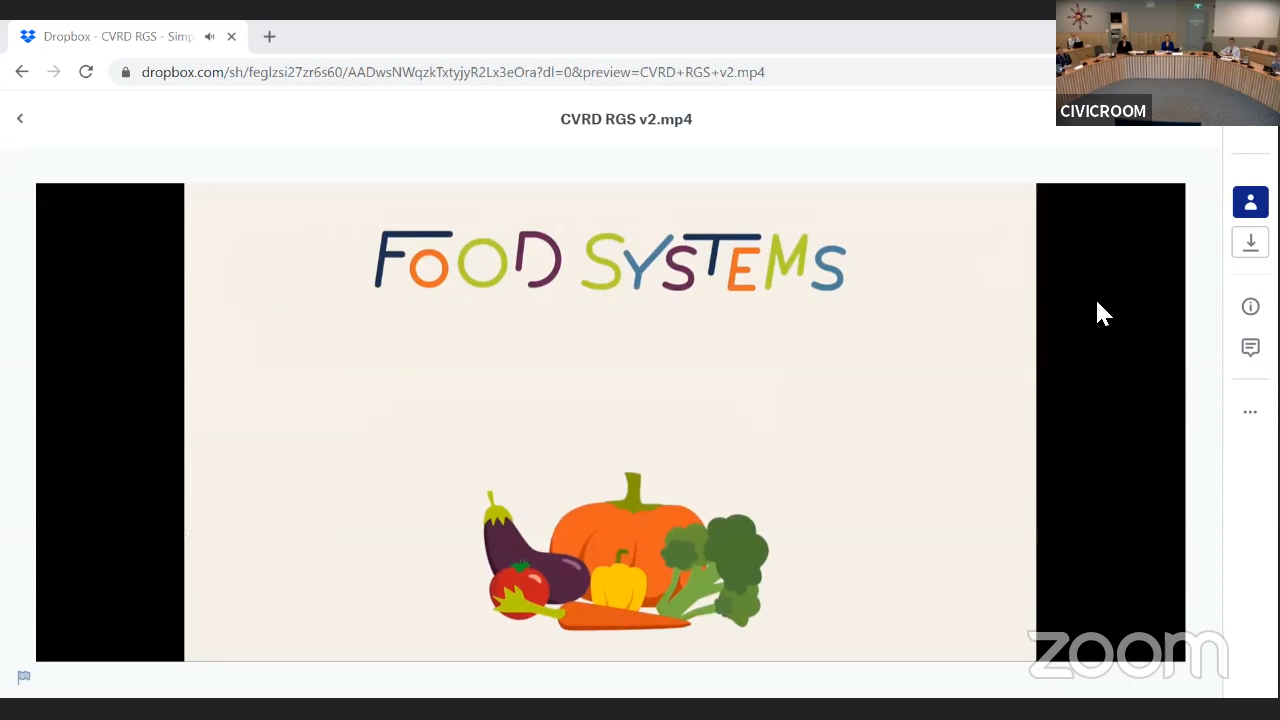 Dropbox - CVRD RGS - Simp
dropbox.com/sh/feglzsi27zr6s60/AADwsNWqzkTxtyjyR2Lx3eOra?dl=0&preview=CVRD+RGS+v2.mp4
CIVICROOM
CVRD RGS v2.mp4
FOOD SYSTEMS
zoom